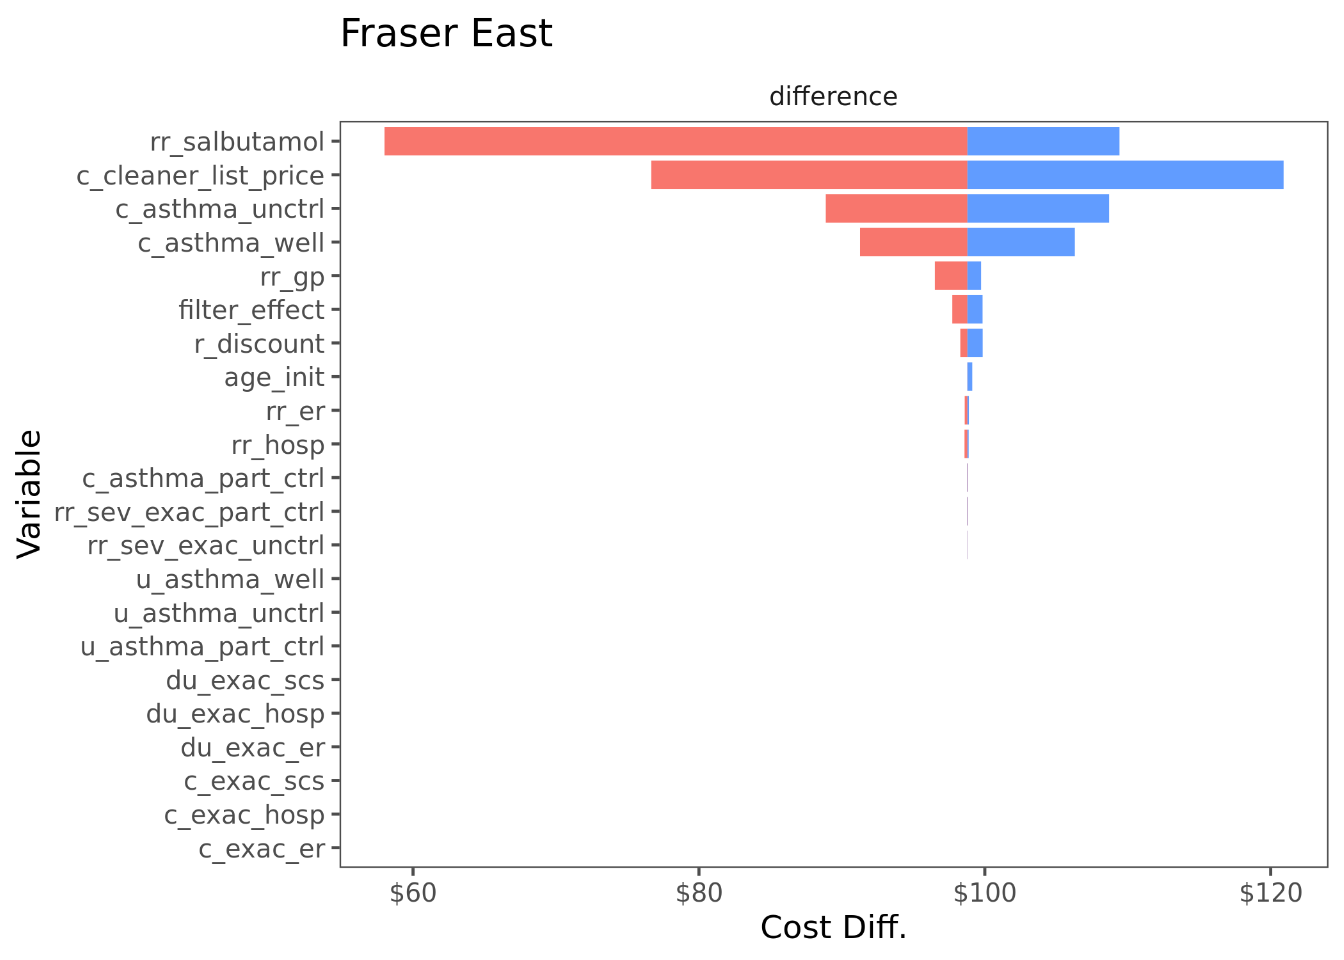 Fraser East
difference
rr_salbutamol
c_cleaner_list_price
c_asthma_unctrl
c_asthma_well
rr_gp
filter_effect
r_discount
age_init
rr_er
rr_hosp
c_asthma_part_ctrl
rr_sev_exac_part_ctrl
rr_sev_exac_unctrl
u_asthma_well
u_asthma_unctrl
u_asthma_part_ctrl
du_exac_scs
du_exac_hosp
du_exac_er
c_exac_scs
c_exac_hosp
c_exac_er
Variable
$60 $80 $100 $120
Cost Diff.